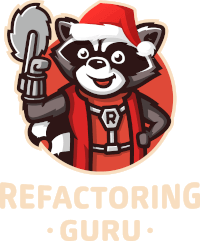 R
REFACTORING
· GURU ·